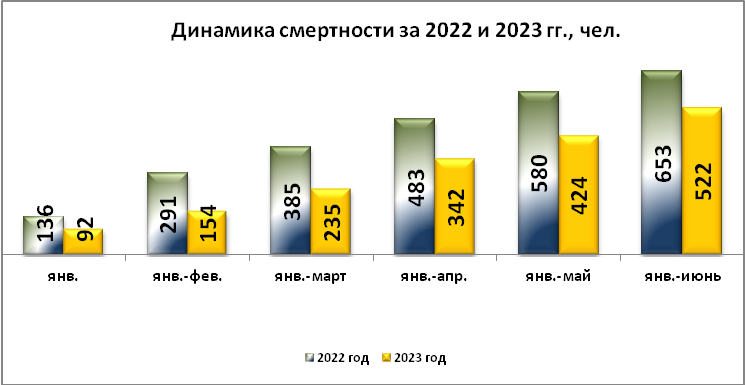 Динамика смертности за 2022 и 2023 гг., чел.
136 92 291 154 385 235 483 342 580 424 653 522
янв. янв.-фев. янв.-март янв.-апр. янв.-май янв.-июнь
2022 год 2023 год